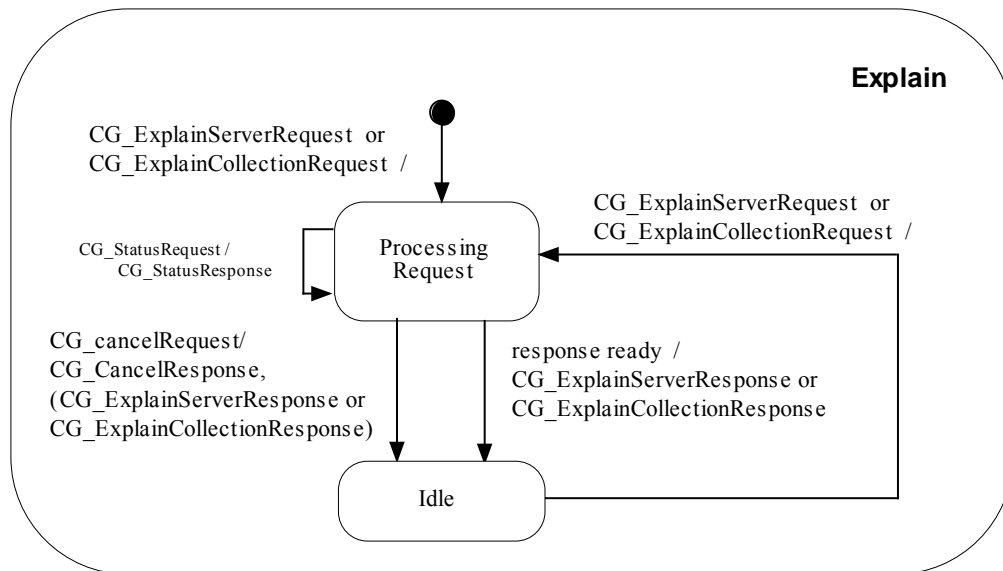 Explain
CG_ExplainServerRequest or
CG_ExplainCollectionRequest /
CG_ExplainServerRequest or
CG_ExplainCollectionRequest /
Processing
Request
CG_StatusRequest /
CG_StatusResponse
CG_cancelRequest/
CG_CancelResponse,
(CG_ExplainServerResponse or
CG_ExplainCollectionResponse)
response ready /
CG_ExplainServerResponse or
CG_ExplainCollectionResponse
Idle